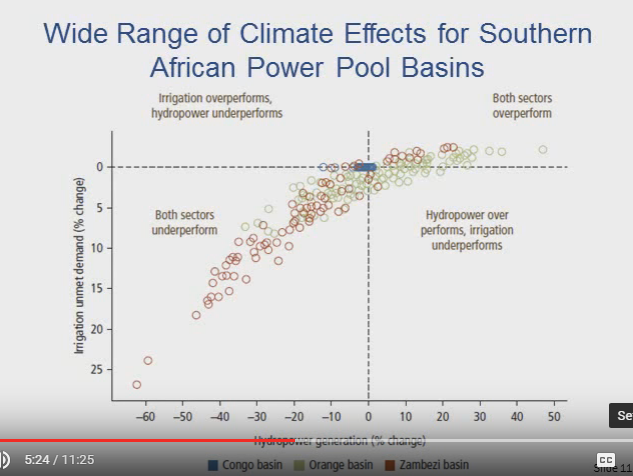 Wide Range of Climate Effects for Southern
African Power Pool Basins
Irrigation overperforms,
hydropower underperforms
Both sectors
overperform
Irrigation unmet demand (% change)
0
5
10
15
20
25
Both sectors
underperform
Hydropower over
performs, irrigation
underperforms
−60 −50 −40 −30 −20 −10 0 10 20 30 40 50
Hydropower generation (% change)
Congo basin Orange basin Zambezi basin
5:24 / 11:25
CC
Se
11